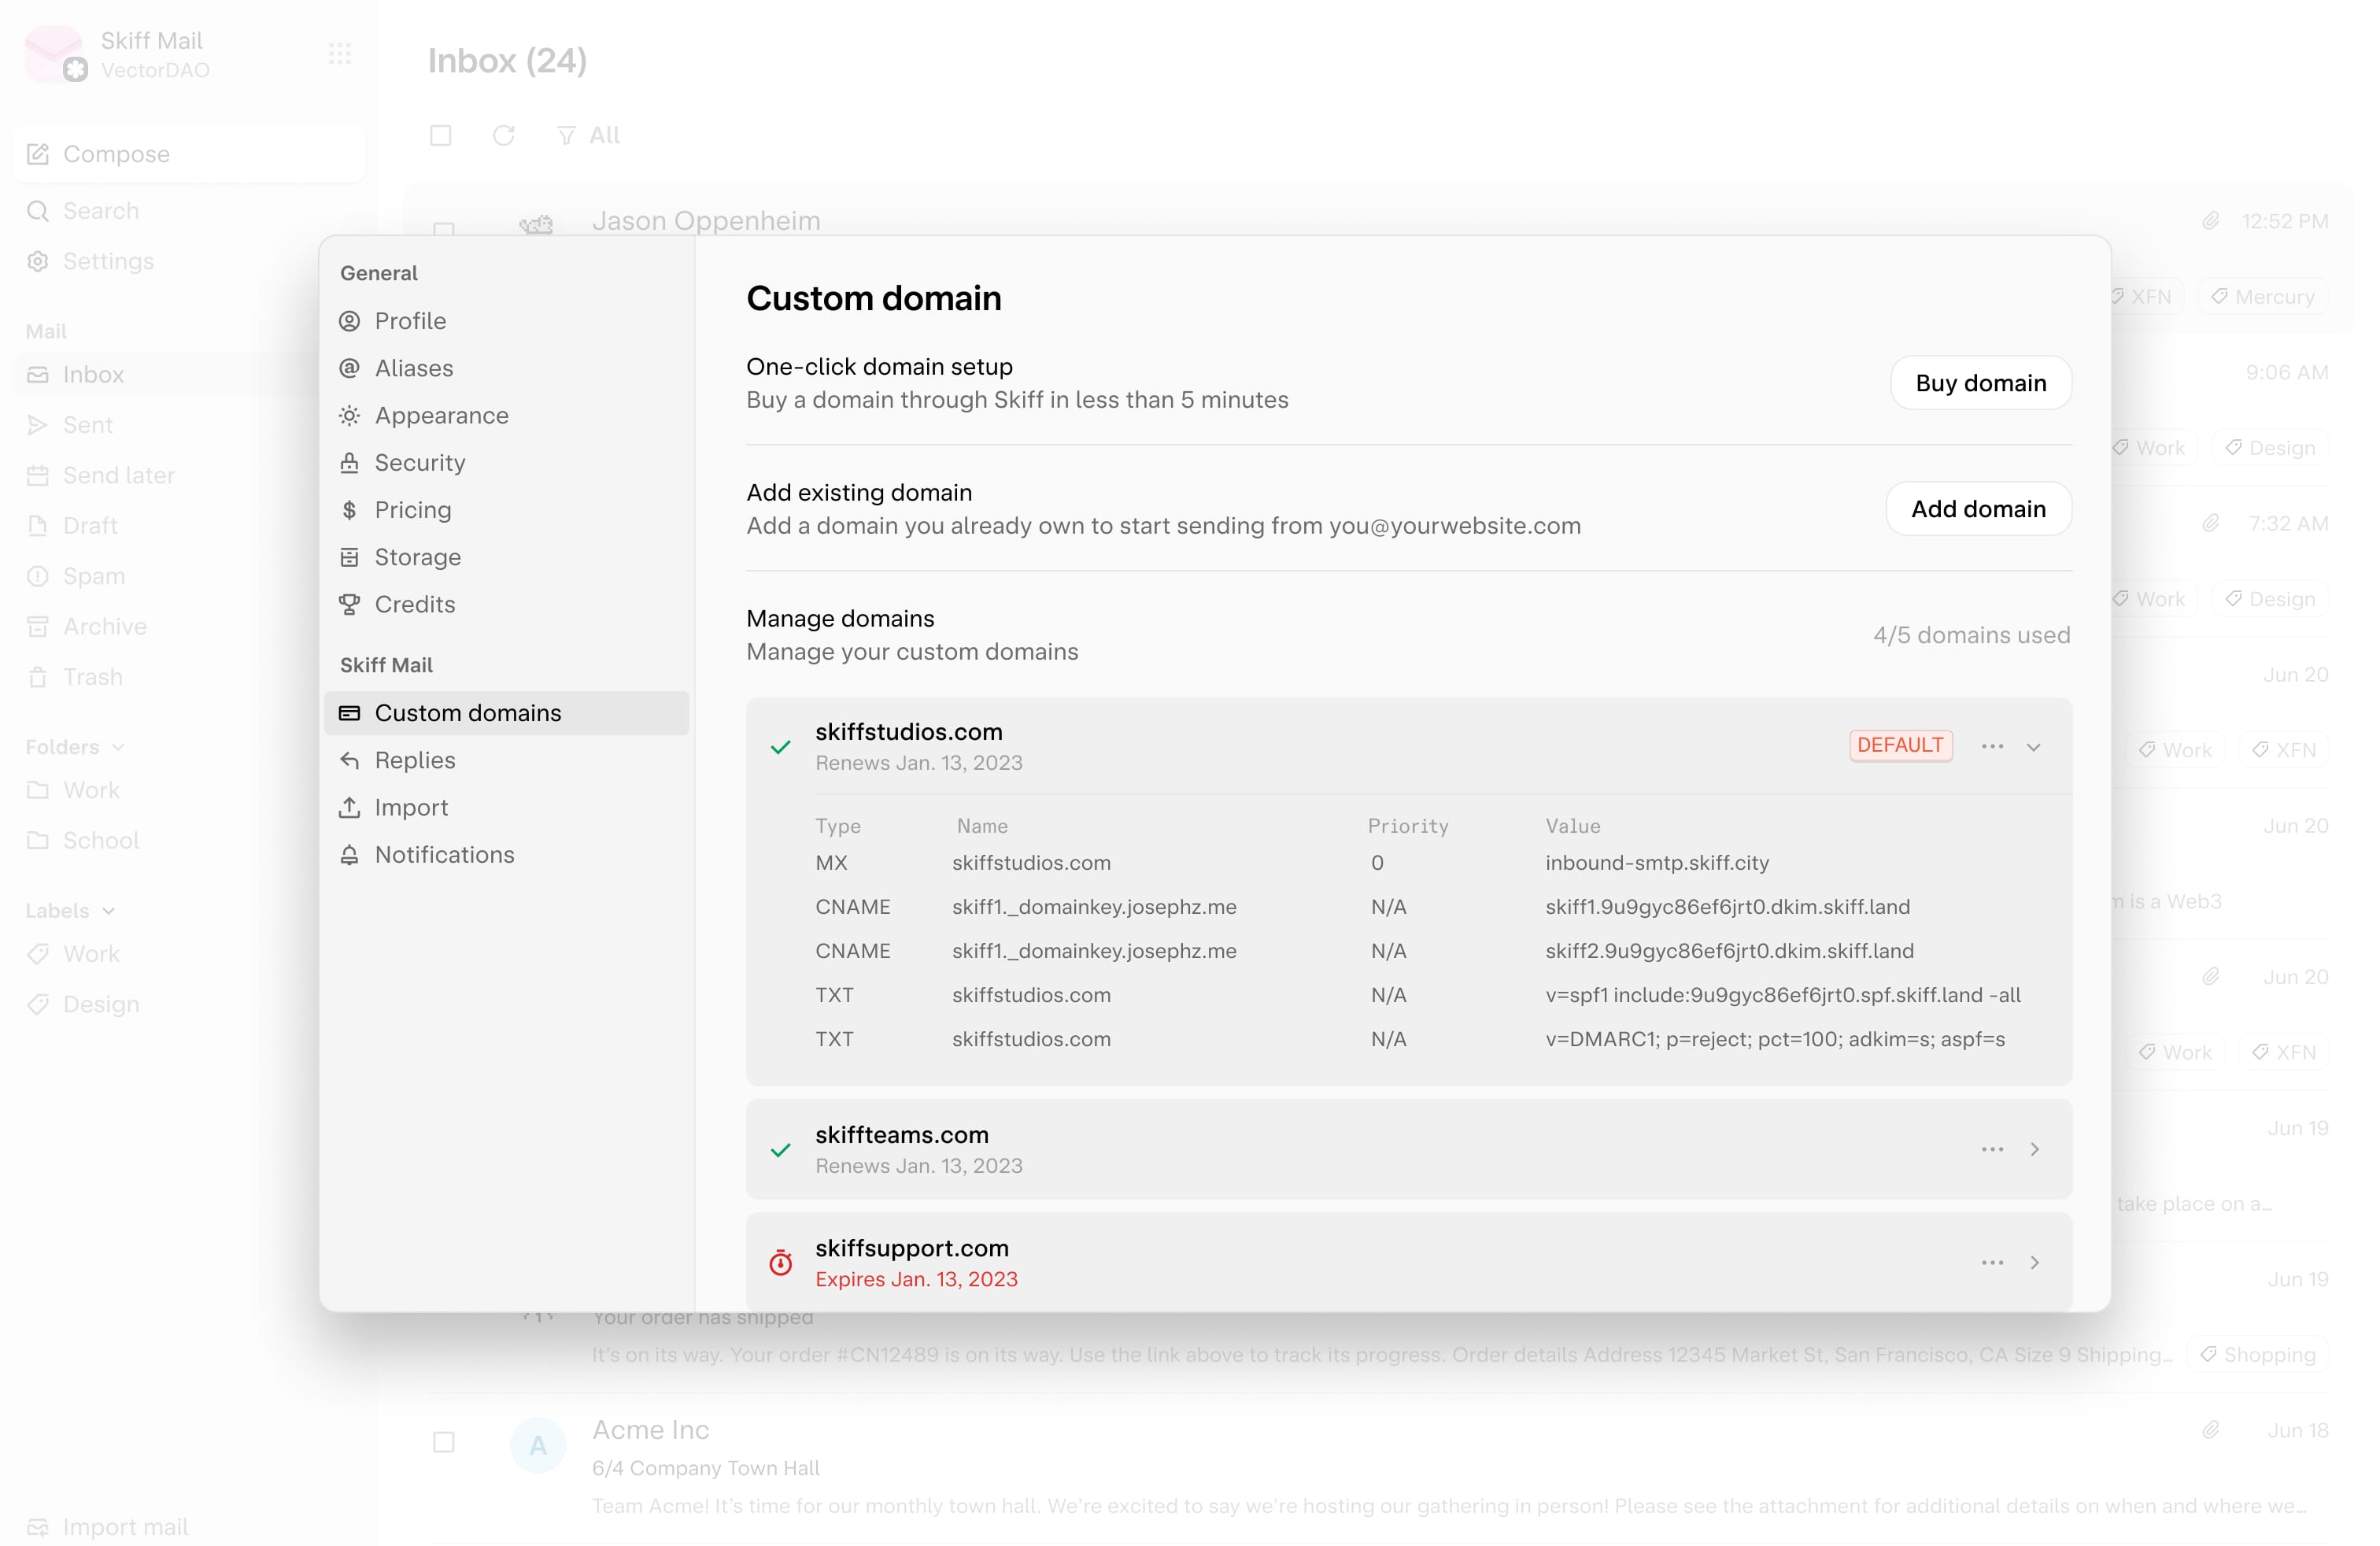 Skiff Mail
VectorDAO
Compose
Search
Settings
Mail
Inbox
Sent
Send later
Draft
Spam
Archive
Trash
Folders
Work
School
Labels
Work
Design
Import mail
Inbox (24)
All
Jason Oppenheim
12:52 PM
XFN Mercury
9:06 AM
Work Design
7:32 AM
Work Design
Jun 20
Work XFN
Jun 20
is a Web3
Jun 20
Work XFN
Jun 19
take place on a...
Jun 19
General
Profile
Aliases
Appearance
Security
Pricing
Storage
Credits
Skiff Mail
Custom domains
Replies
Import
Notifications
Custom domain
One-click domain setup
Buy a domain through Skiff in less than 5 minutes
Buy domain
Add existing domain
Add a domain you already own to start sending from you@yourwebsite.com
Add domain
Manage domains
Manage your custom domains
4/5 domains used
skiffstudios.com
Renews Jan. 13, 2023
DEFAULT
Type Name Priority Value
MX skiffstudios.com 0 inbound-smtp.skiff.city
CNAME skiff1._domainkey.josephz.me N/A skiff1.9u9gyc86ef6jrt0.dkim.skiff.land
CNAME skiff1._domainkey.josephz.me N/A skiff2.9u9gyc86ef6jrt0.dkim.skiff.land
TXT skiffstudios.com N/A v=spf1 include:9u9gyc86ef6jrt0.spf.skiff.land -all
TXT skiffstudios.com N/A v=DMARC1; p=reject; pct=100; adkim=s; aspf=s
skiffteams.com
Renews Jan. 13, 2023
skiffsupport.com
Expires Jan. 13, 2023
Your order has shipped
It's on its way. Your order #CN12489 is on its way. Use the link above to track its progress. Order details Address 12345 Market St, San Francisco, CA Size 9 Shipping...
Shopping
A
Acme Inc
Jun 18
6/4 Company Town Hall
Team Acme! It's time for our monthly town hall. We're excited to say we're hosting our gathering in person! Please see the attachment for additional details on when and where we...